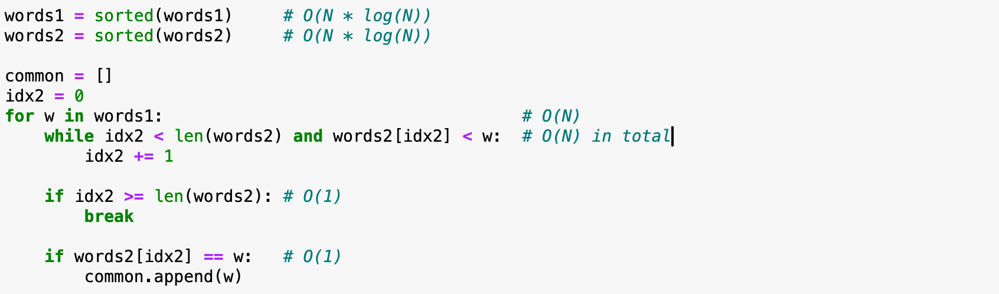 words1 = sorted(words1)     # O(N * log(N))
words2 = sorted(words2)     # O(N * log(N))

common = []
idx2 = 0
for w in words1:                                    # O(N)
    while idx2 < len(words2) and words2[idx2] < w:  # O(N) in total
        idx2 += 1

    if idx2 >= len(words2): # O(1)
        break

    if words2[idx2] == w:   # O(1)
        common.append(w)